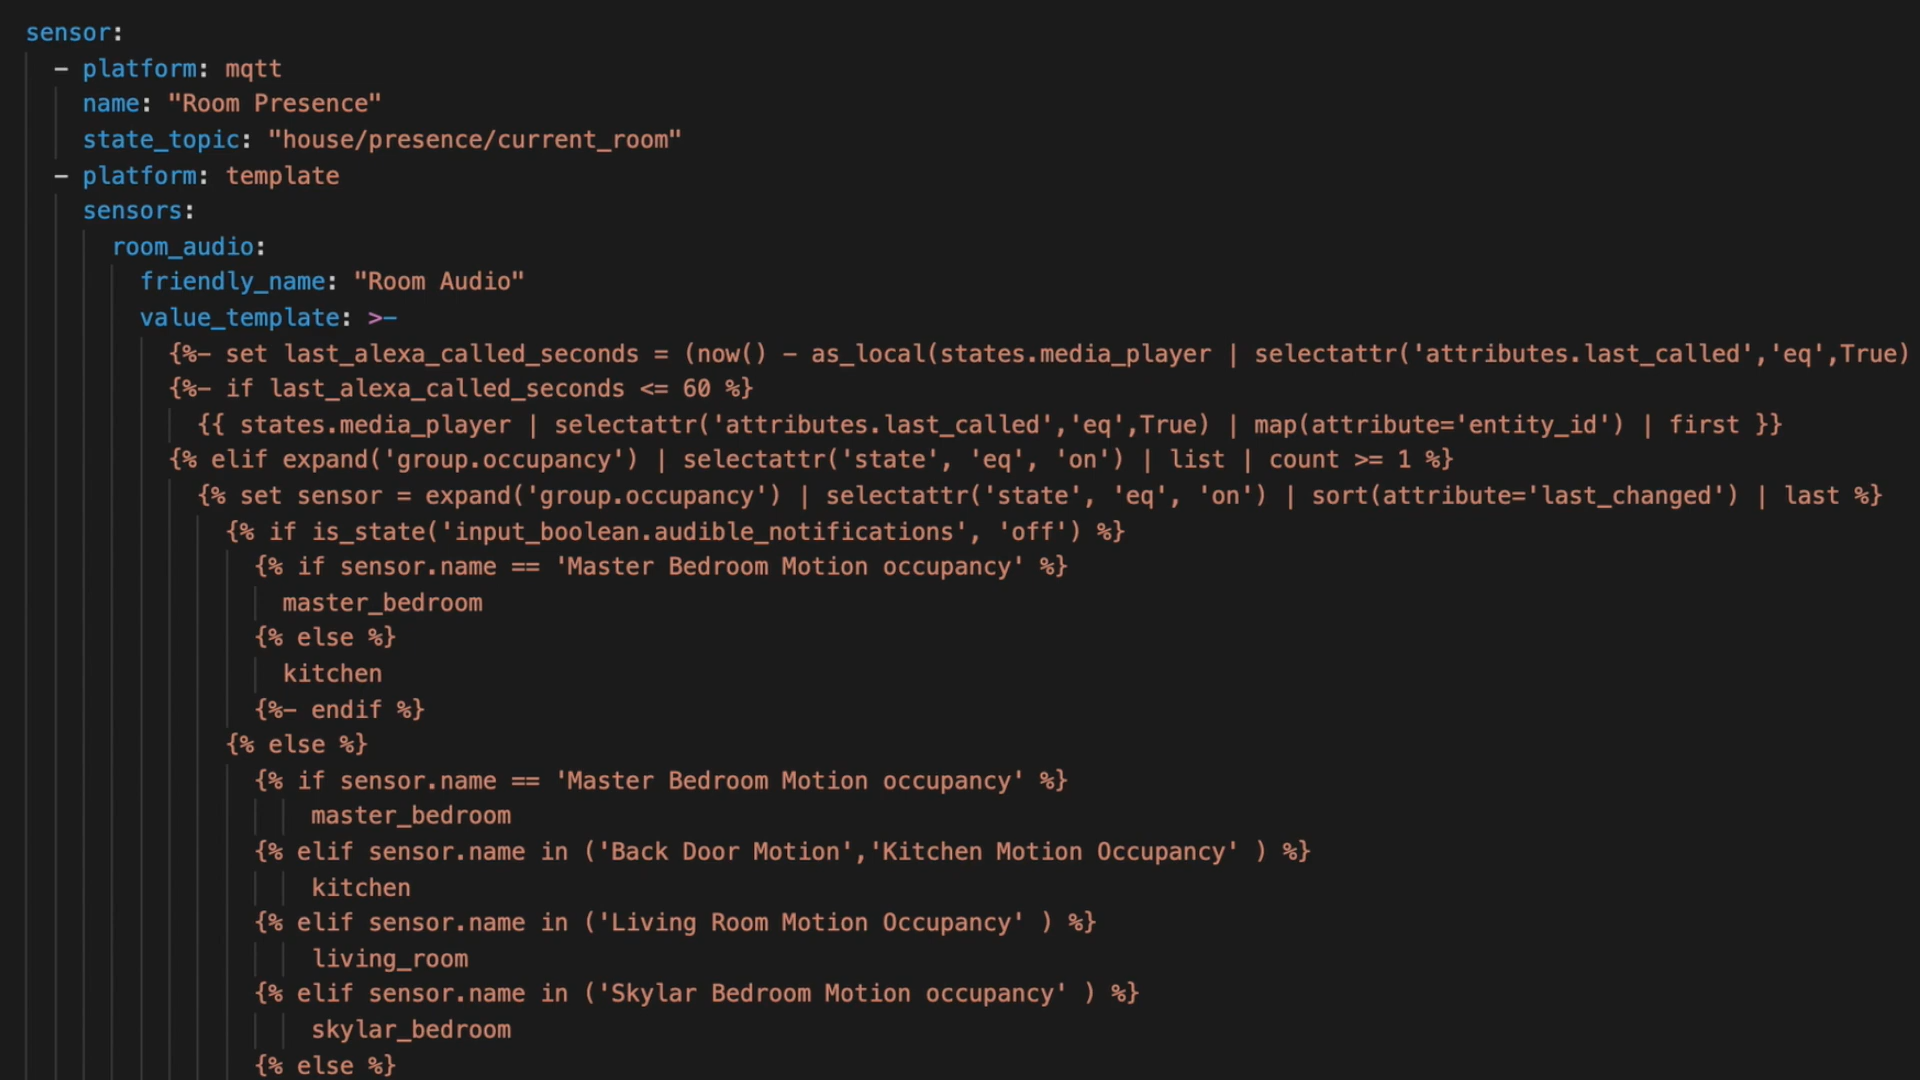 sensor:
  - platform: mqtt
    name: "Room Presence"
    state_topic: "house/presence/current_room"
  - platform: template
    sensors:
      room_audio:
        friendly_name: "Room Audio"
        value_template: >-
          {%- set last_alexa_called_seconds = (now() - as_local(states.media_player | selectattr('attributes.last_called','eq',True)
          {%- if last_alexa_called_seconds <= 60 %}
            {{ states.media_player | selectattr('attributes.last_called','eq',True) | map(attribute='entity_id') | first }}
          {% elif expand('group.occupancy') | selectattr('state', 'eq', 'on') | list | count >= 1 %}
            {% set sensor = expand('group.occupancy') | selectattr('state', 'eq', 'on') | sort(attribute='last_changed') | last %}
              {% if is_state('input_boolean.audible_notifications', 'off') %}
                {% if sensor.name == 'Master Bedroom Motion occupancy' %}
                  master_bedroom
                {% else %}
                  kitchen
                {%- endif %}
              {% else %}
                {% if sensor.name == 'Master Bedroom Motion occupancy' %}
                    master_bedroom
                {% elif sensor.name in ('Back Door Motion','Kitchen Motion Occupancy' ) %}
                    kitchen
                {% elif sensor.name in ('Living Room Motion Occupancy' ) %}
                    living_room
                {% elif sensor.name in ('Skylar Bedroom Motion occupancy' ) %}
                    skylar_bedroom
                {% else %}